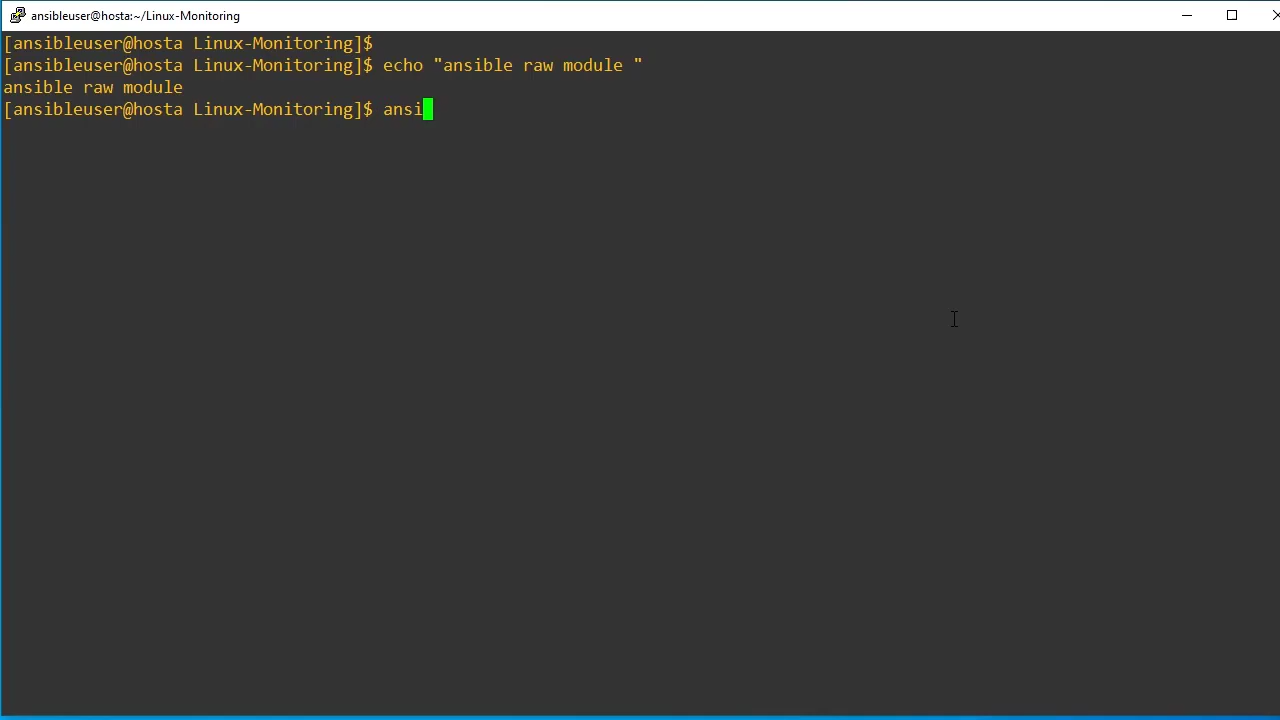 ansibleuser@hosta:~/Linux-Monitoring
[ansibleuser@hosta Linux-Monitoring]$
[ansibleuser@hosta Linux-Monitoring]$ echo "ansible raw module "
ansible raw module
[ansibleuser@hosta Linux-Monitoring]$ ansi